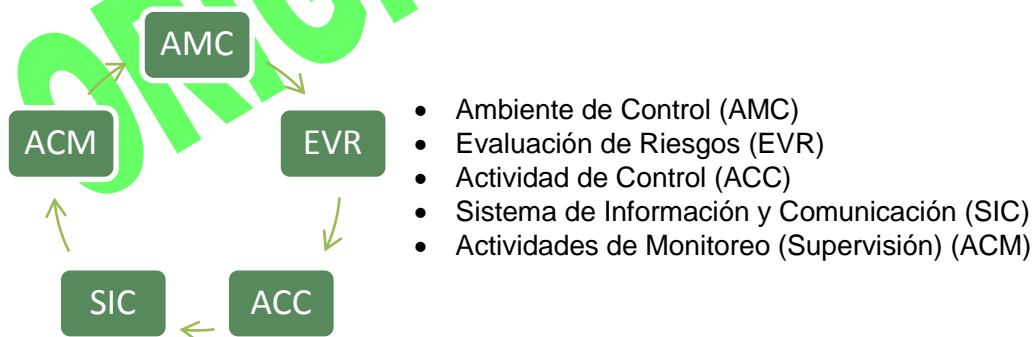 AMC
ACM
EVR
SIC
ACC
• Ambiente de Control (AMC)
• Evaluación de Riesgos (EVR)
• Actividad de Control (ACC)
• Sistema de Información y Comunicación (SIC)
• Actividades de Monitoreo (Supervisión) (ACM)